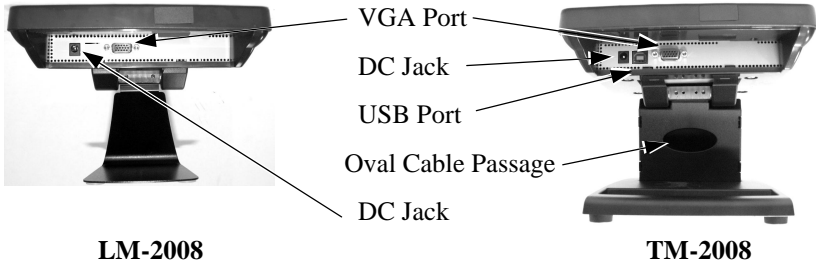 VGA Port
DC Jack
USB Port
Oval Cable Passage
DC Jack
LM-2008
TM-2008